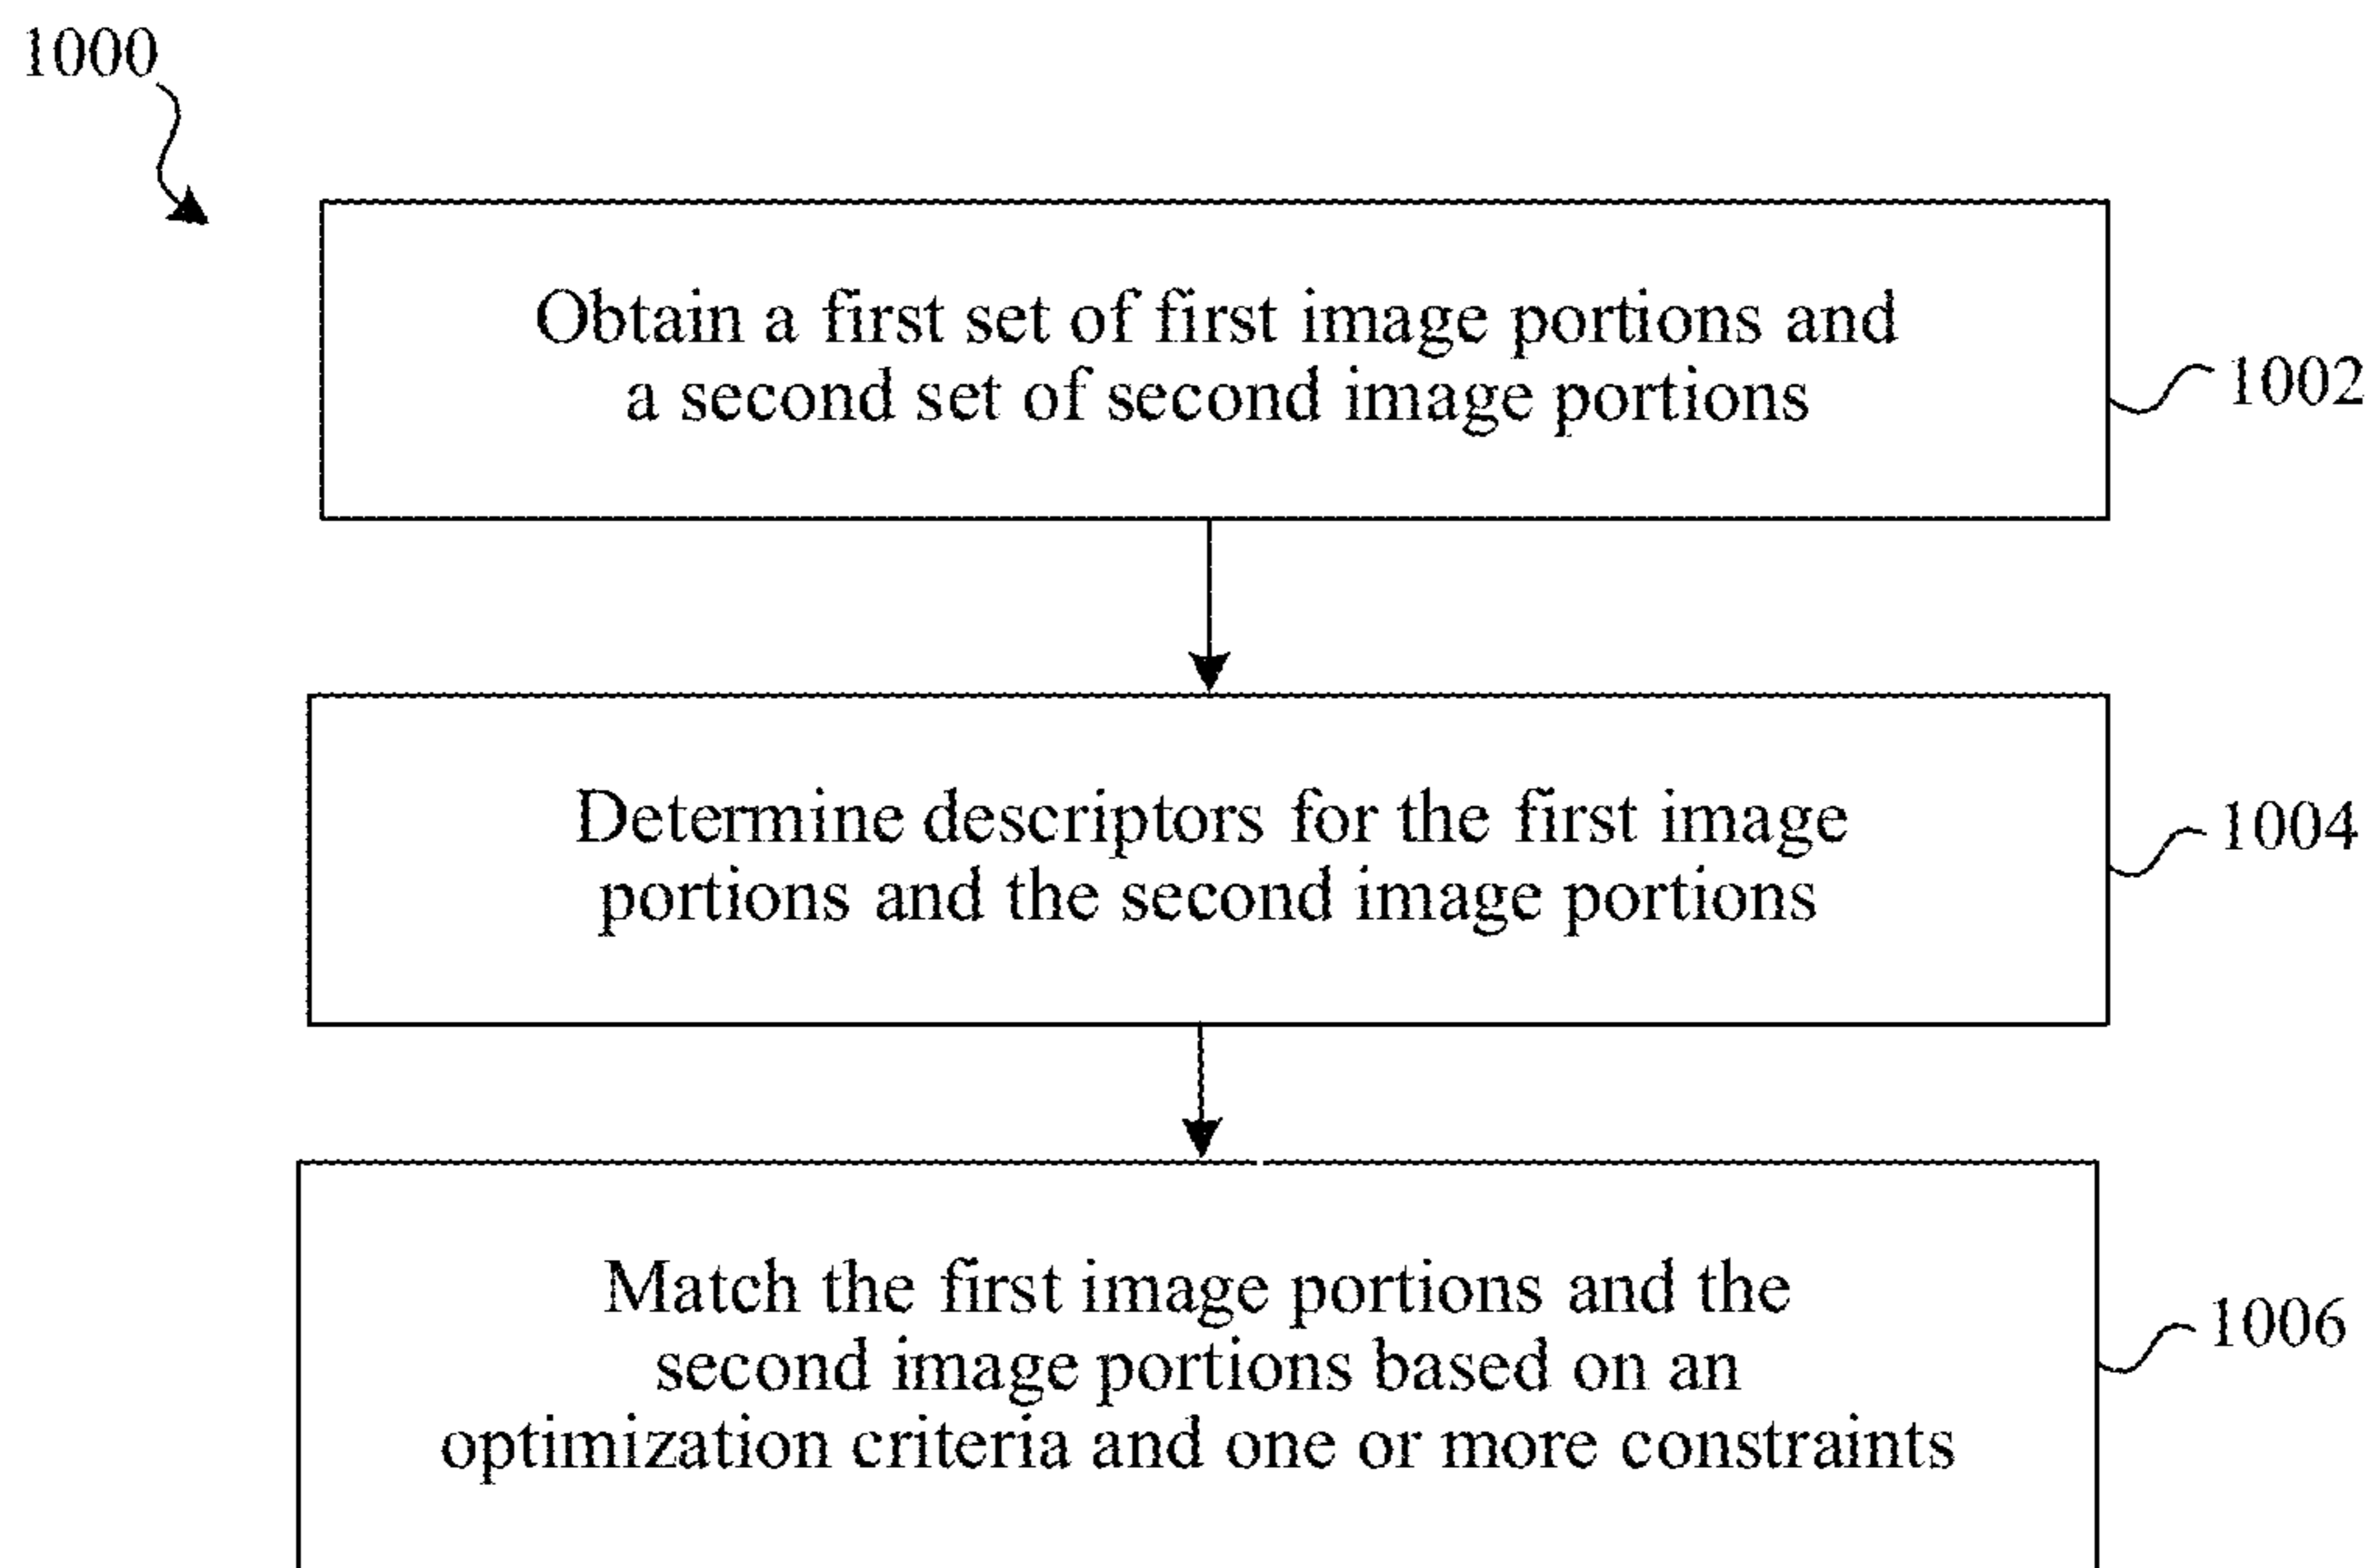 1000
Obtain a first set of first image portions and
a second set of second image portions
1002
Determine descriptors for the first image
portions and the second image portions
1004
Match the first image portions and the
second image portions based on an
optimization criteria and one or more constraints
1006